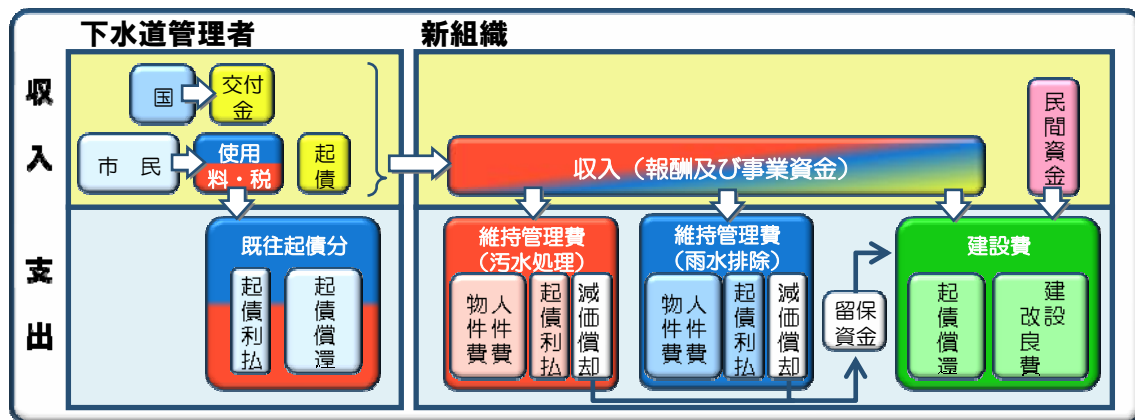 下水道管理者
新組織
収入
国
交付
金
市 民
使用
料・税
起債
収入（報酬及び事業資金）
民間資金
支出
既往起債分
起債利払
起債償還
維持管理費
（汚水処理）
人件費
物件費
起債利払
減価償却
維持管理費
（雨水排除）
人件費
物件費
起債利払
減価償却
留保
資金
建設費
起債償還
建設
改良費